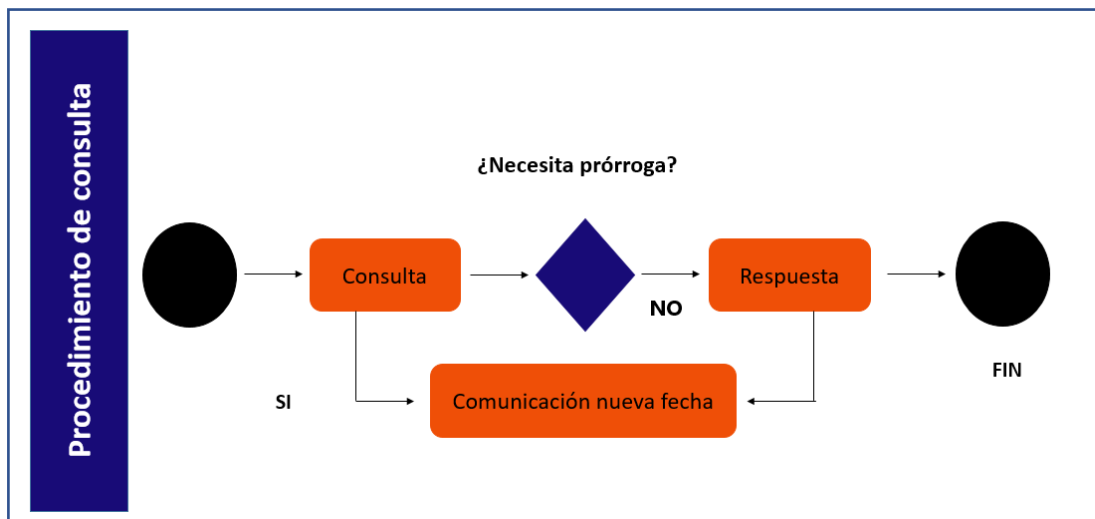 Procedimiento de consulta
¿Necesita prórroga?
Consulta
Respuesta
NO
FIN
SI
Comunicación nueva fecha